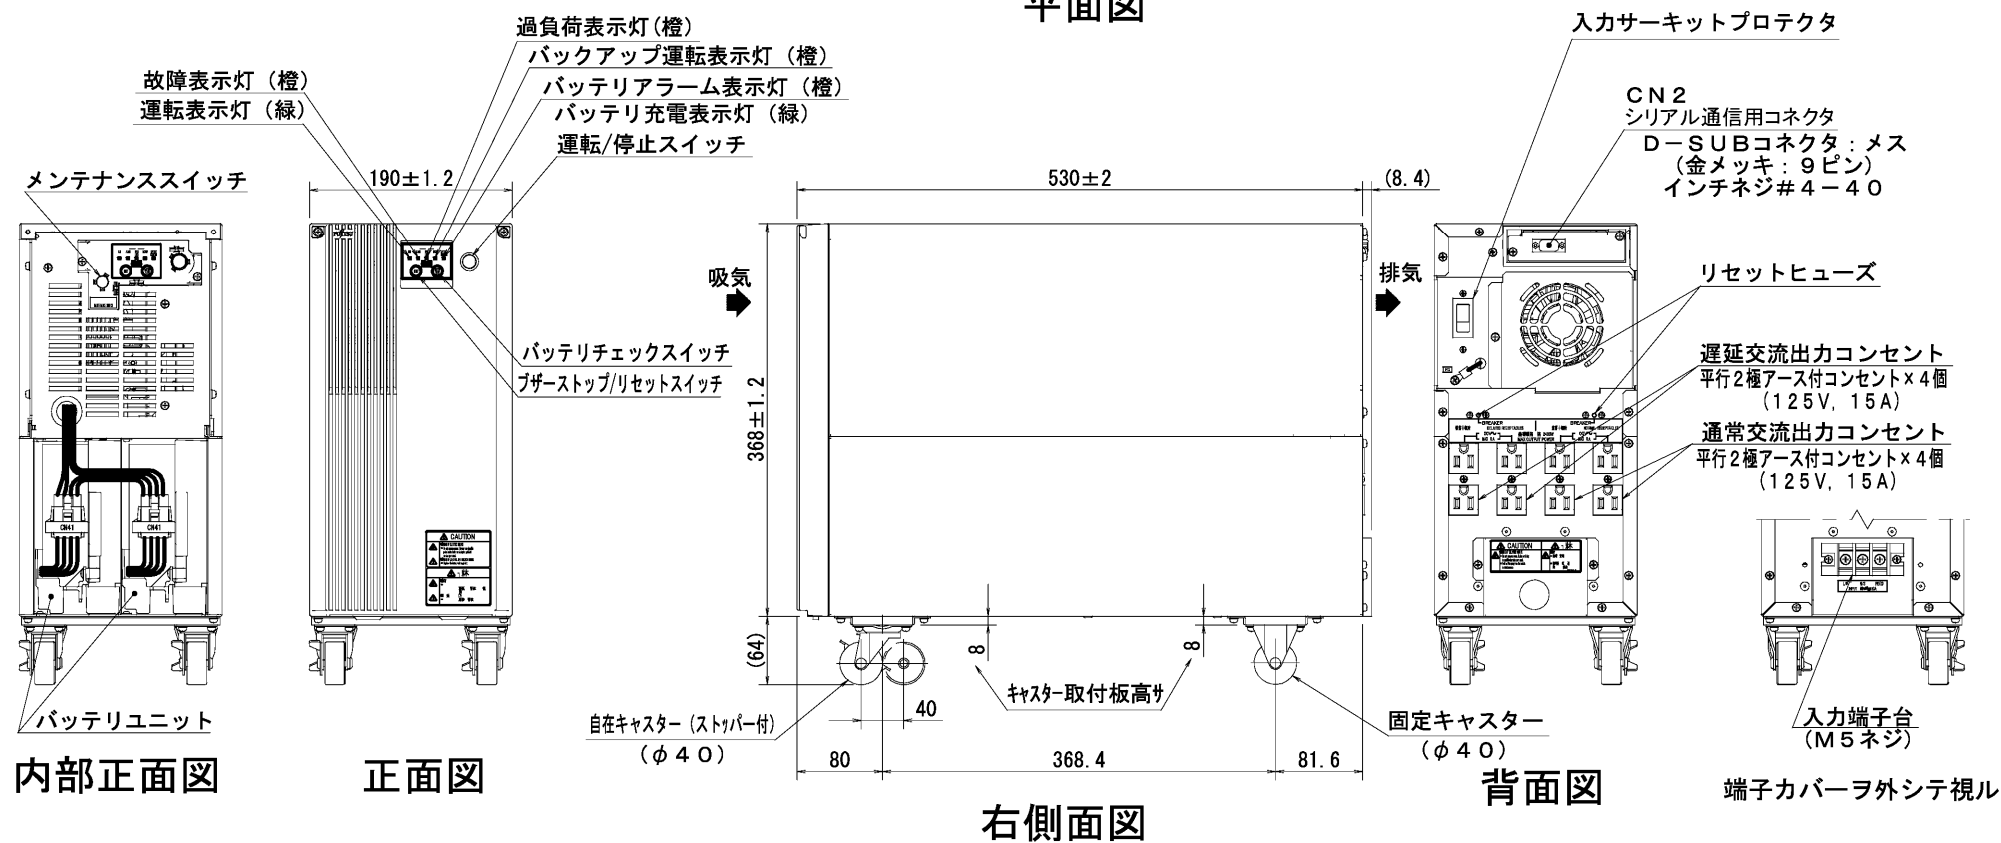 平面図
過負荷表示灯(橙)
バックアップ運転表示灯（橙）
バッテリアラーム表示灯（橙）
バッテリ充電表示灯（緑）
運転/停止スイッチ
故障表示灯（橙）
運転表示灯（緑）
メンテナンススイッチ
190±1.2
バッテリチェックスイッチ
ブザーストップ/リセットスイッチ
CN41
CN41
CAUTION
バッテリユニット
内部正面図
正面図
530±2
(8.4)
吸気
排気
368±1.2
(64)
8
8
キャスター取付板高サ
40
自在キャスター（ストッパー付）
（φ４０）
固定キャスター
（φ４０）
80
368.4
81.6
右側面図
入力サーキットプロテクタ
ＣＮ２
シリアル通信用コネクタ
Ｄ－ＳＵＢコネクタ：メス
（金メッキ：９ピン）
インチネジ＃４－４０
リセットヒューズ
遅延交流出力コンセント
平行２極アース付コンセント×４個
(125V, 15A)
通常交流出力コンセント
平行２極アース付コンセント×４個
(125V, 15A)
BREAKER
BREAKER
MAX OUTPUT POWER
CAUTION
背面図
入力端子台
（Ｍ５ネジ）
端子カバーヲ外シテ視ル